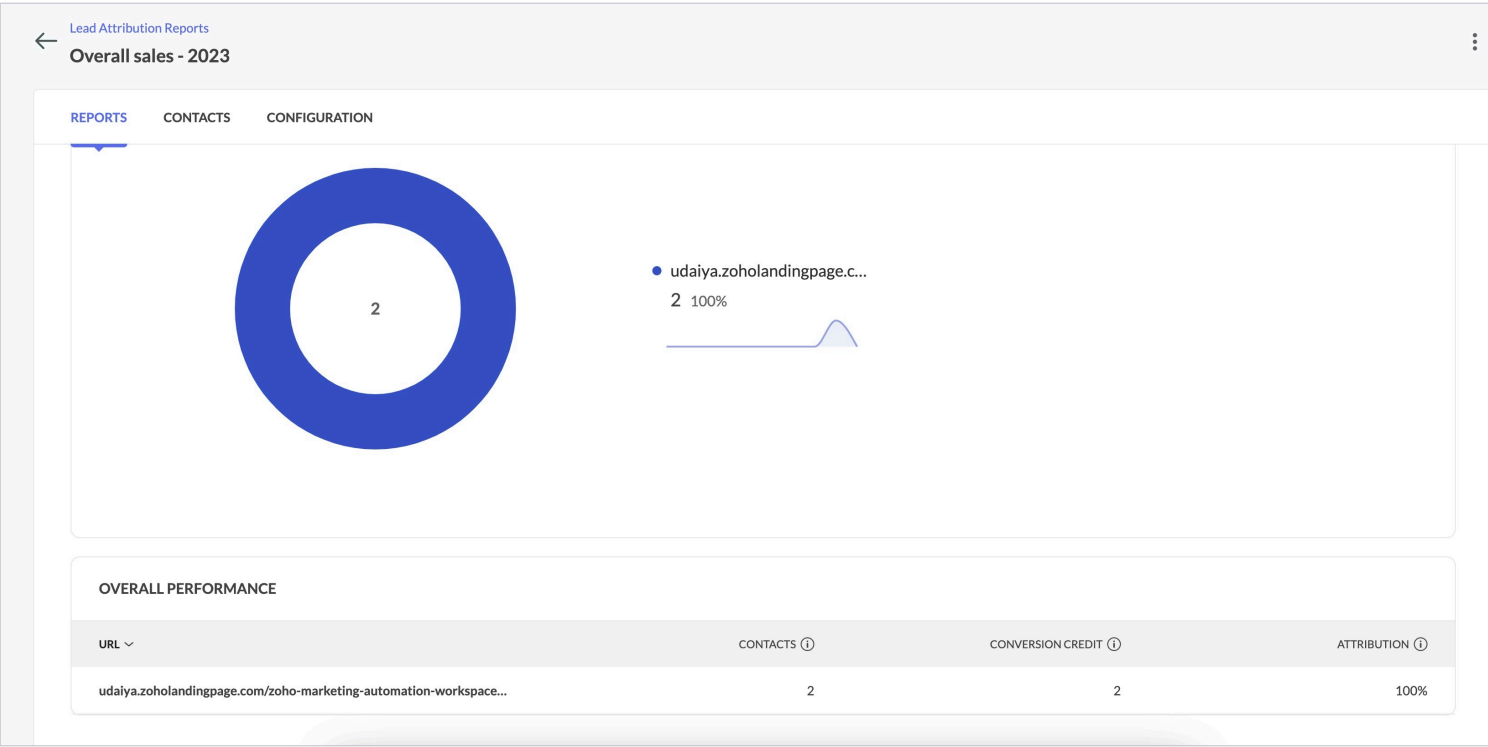 Lead Attribution Reports
Overall sales - 2023
REPORTS CONTACTS CONFIGURATION
2
udaiya.zoholandingpage.c...
2 100%
OVERALL PERFORMANCE
URL CONTACTS CONVERSION CREDIT ATTRIBUTION
udaiya.zoholandingpage.com/zoho-marketing-automation-workspace... 2 2 100%